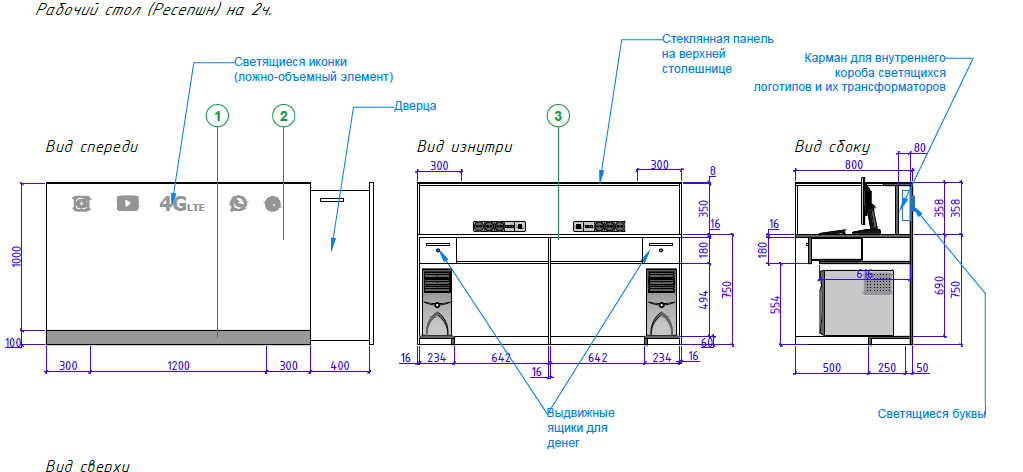 Рабочий стол (Ресепшн) на 2ч.
Светящиеся иконки
(ложно-объемный элемент)
Дверца
Стеклянная панель
на верхней
столешнице
Карман для внутреннего
короба светящихся
логотипов и их трансформаторов
1
2
3
Вид спереди
Вид изнутри
Вид сбоку
4GLTE
1000
100
300
1200
300
400
300
300
8
350
16
180
750
494
60
16
234
642
642
234
16
16
80
800
16
180
554
616
358
358
690
750
500
250
50
Выдвижные
ящики для
денег
Светящиеся буквы
Вид сверхи